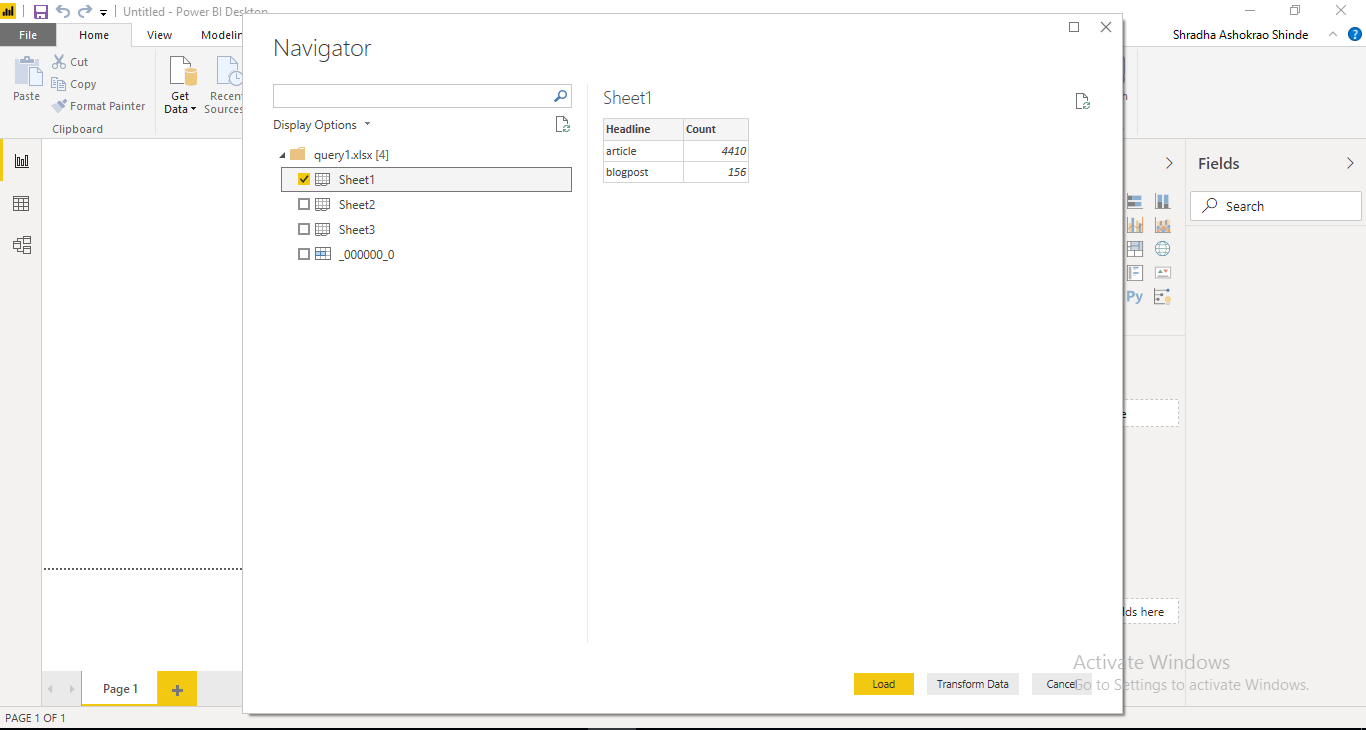 Untitled - Power BI Desktop
File Home View Modelin
Shradha Ashokrao Shinde
Paste
Cut
Copy
Format Painter
Clipboard
Get
Data
Recent
Sources
Navigator
Display Options
query1.xlsx [4]
Sheet1
Sheet2
Sheet3
_000000_0
Sheet1
Headline Count
article 4410
blogpost 156
Load Transform Data Cancel
Fields
Search
Py
lds here
Activate Windows
Go to Settings to activate Windows.
Page 1
PAGE 1 OF 1